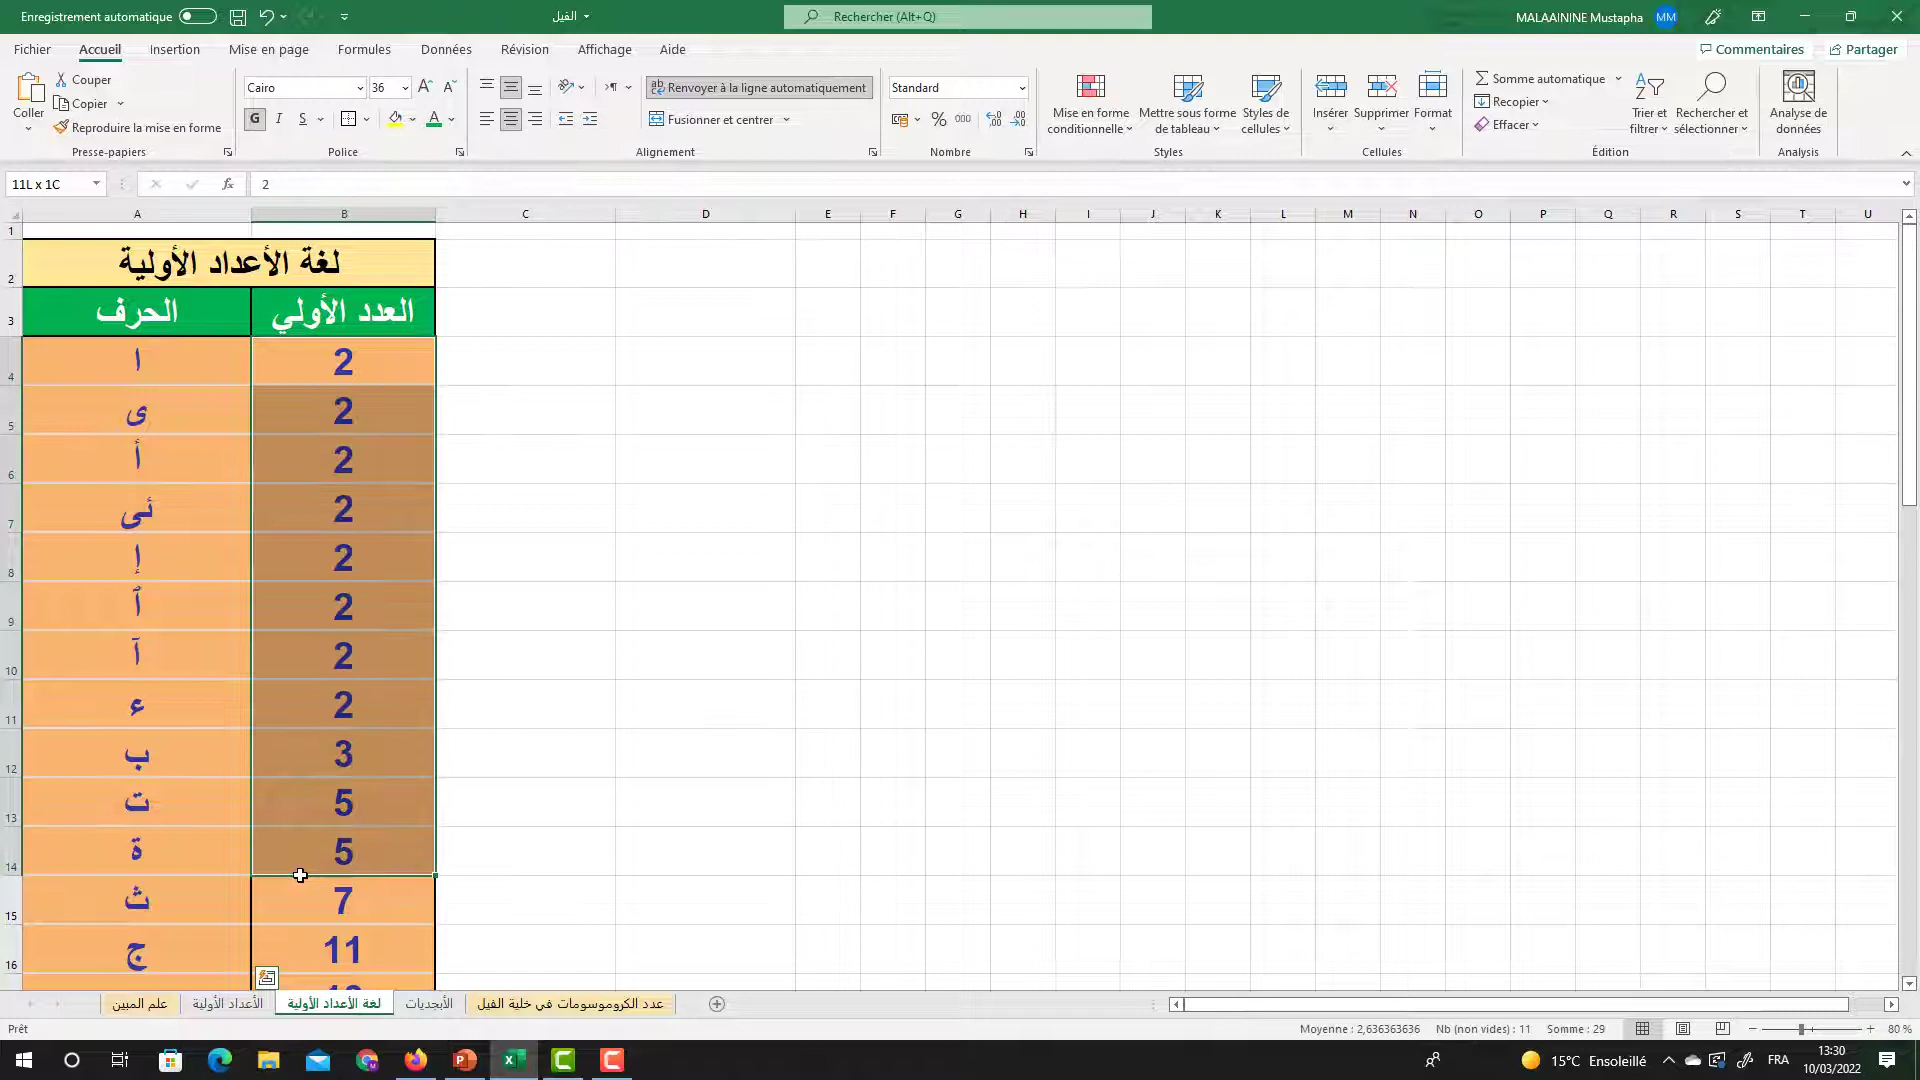 Enregistrement automatique
الفيل
Rechercher (Alt+Q)
MALAAININE Mustapha MM
Fichier Accueil Insertion Mise en page Formules Données Révision Affichage Aide
Commentaires Partager
Coller
Couper
Copier
Reproduire la mise en forme
Presse-papiers
Cairo 36
G I S
Police
Renvoyer à la ligne automatiquement
Fusionner et centrer
Alignement
Standard
% 000
Nombre
Mise en forme conditionnelle
Mettre sous forme de tableau
Styles de cellules
Styles
Insérer Supprimer Format
Cellules
Somme automatique
Recopier
Effacer
Trier et filtrer
Rechercher et sélectionner
Édition
Analyse de données
Analysis
11L x 1C fx 2
A B C D E F G H I J K L M N O P Q R S T U
1
2 لغة الأعداد الأولية
3 الحرف العدد الأولي
4 ا 2
5 ى 2
6 أ 2
7 ئى 2
8 إ 2
9 2
10 آ 2
11 ء 2
12 ب 3
13 ت 5
14 ة 5
15 ث 7
16 ج 11
علم المبين الأعداد الأولية لغة الأعداد الأولية الأبجديات عدد الكروموسومات في خلية الفيل
Prêt
Moyenne : 2,636363636 Nb (non vides) : 11 Somme : 29 80 %
15°C Ensoleillé FRA
13:30
10/03/2022